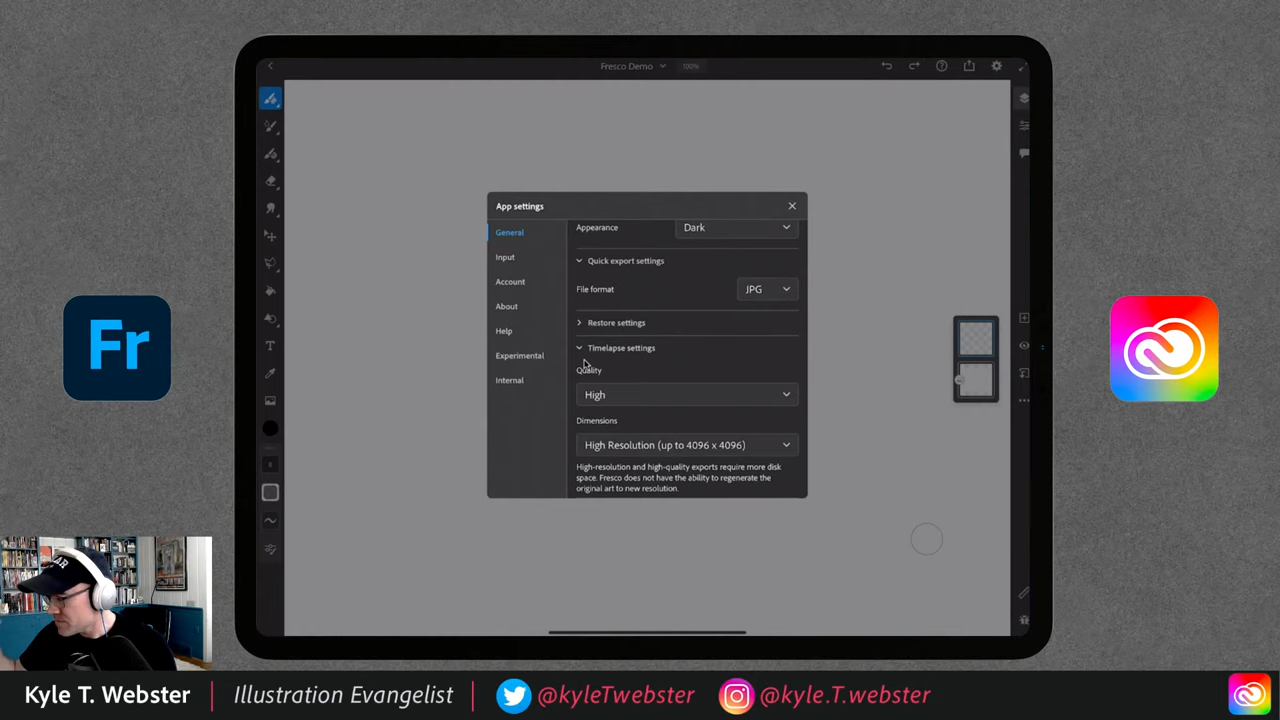 Fresco Demo
100%
App settings
General
Input
Account
About
Help
Experimental
Internal
Appearance
Dark
Quick export settings
File format
JPG
Restore settings
Timelapse settings
Quality
High
Dimensions
High Resolution (up to 4096 x 4096)
High-resolution and high-quality exports require more disk
space. Fresco does not have the ability to regenerate the
original art to new resolution.
Fr
Kyle T. Webster | Illustration Evangelist | @kyleTwebster @kyle.T.webster